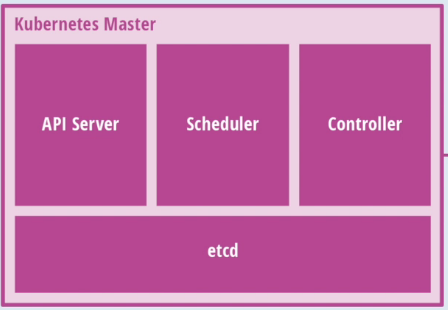 Kubernetes Master
API Server
Scheduler
Controller
etcd